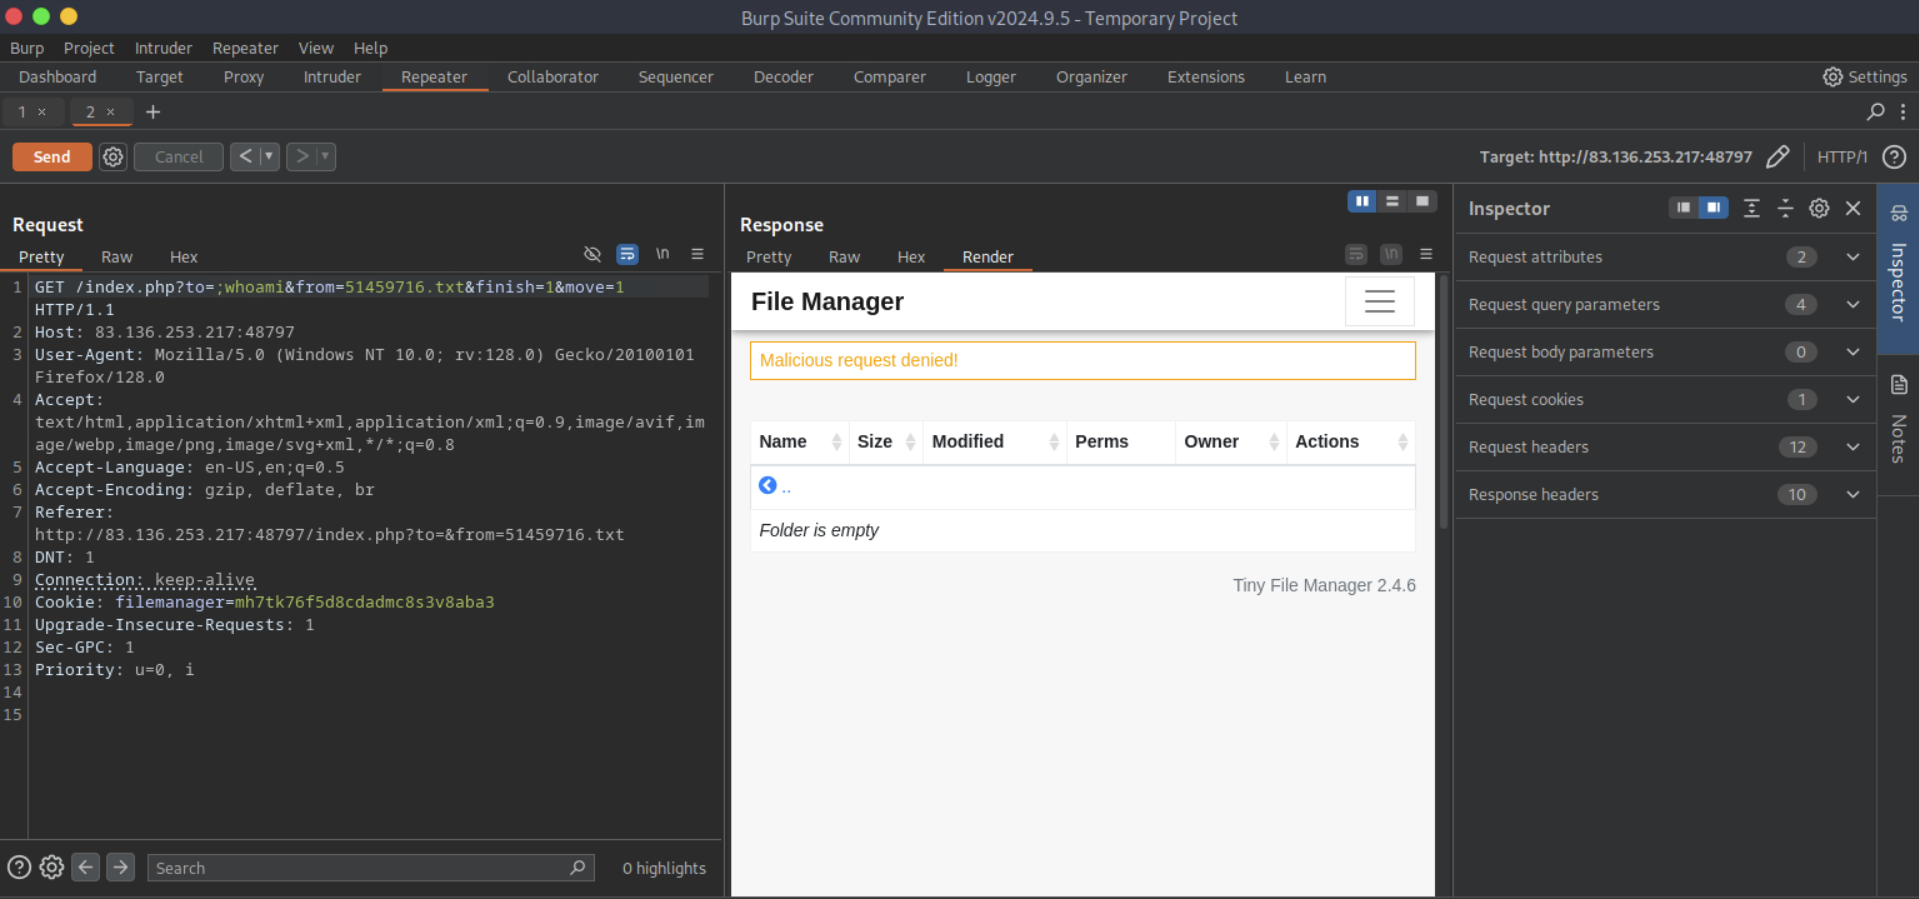 Burp Suite Community Edition v2024.9.5 - Temporary Project
Burp Project Intruder Repeater View Help
Dashboard Target Proxy Intruder Repeater Collaborator Sequencer Decoder Comparer Logger Organizer Extensions Learn Settings
1 × 2 × +
Send Cancel < > Target: http://83.136.253.217:48797 HTTP/1
Request
Pretty Raw Hex \n
1 GET /index.php?to=;whoami&from=51459716.txt&finish=1&move=1
HTTP/1.1
2 Host: 83.136.253.217:48797
3 User-Agent: Mozilla/5.0 (Windows NT 10.0; rv:128.0) Gecko/20100101
Firefox/128.0
4 Accept:
text/html,application/xhtml+xml,application/xml;q=0.9,image/avif,im
age/webp,image/png,image/svg+xml,*/*;q=0.8
5 Accept-Language: en-US,en;q=0.5
6 Accept-Encoding: gzip, deflate, br
7 Referer:
http://83.136.253.217:48797/index.php?to=&from=51459716.txt
8 DNT: 1
9 Connection: keep-alive
10 Cookie: filemanager=mh7tk76f5d8cdadmc8s3v8aba3
11 Upgrade-Insecure-Requests: 1
12 Sec-GPC: 1
13 Priority: u=0, i
14
15
Search 0 highlights
Response
Pretty Raw Hex Render \n
File Manager
Malicious request denied!
Name Size Modified Perms Owner Actions
..
Folder is empty
Tiny File Manager 2.4.6
Inspector
Request attributes 2
Request query parameters 4
Request body parameters 0
Request cookies 1
Request headers 12
Response headers 10
Inspector
Notes